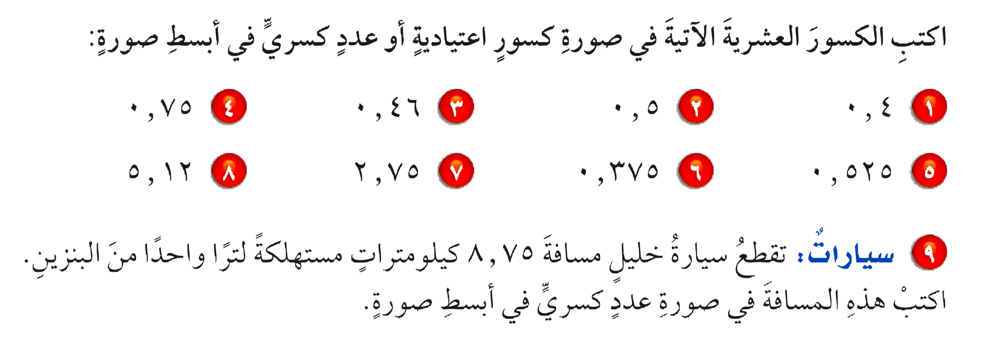 اكتبِ الكسورَ العشريةَ الآتيةَ في صورةِ كسورٍ اعتياديةٍ أو عددٍ كسريٍّ في أبسطِ صورةٍ:
١ ٠,٤ ٢ ٠,٥ ٣ ٠,٤٦ ٤ ٠,٧٥
٥ ٠,٥٢٥ ٦ ٠,٣٧٥ ٧ ٢,٧٥ ٨ ٥,١٢
٩ سياراتٌ: تقطعُ سيارةُ خليلٍ مسافةَ ٨,٧٥ كيلومتراتٍ مستهلكةً لترًا واحدًا منَ البنزينِ.
اكتبْ هذهِ المسافةَ في صورةِ عددٍ كسريٍّ في أبسطِ صورةٍ.